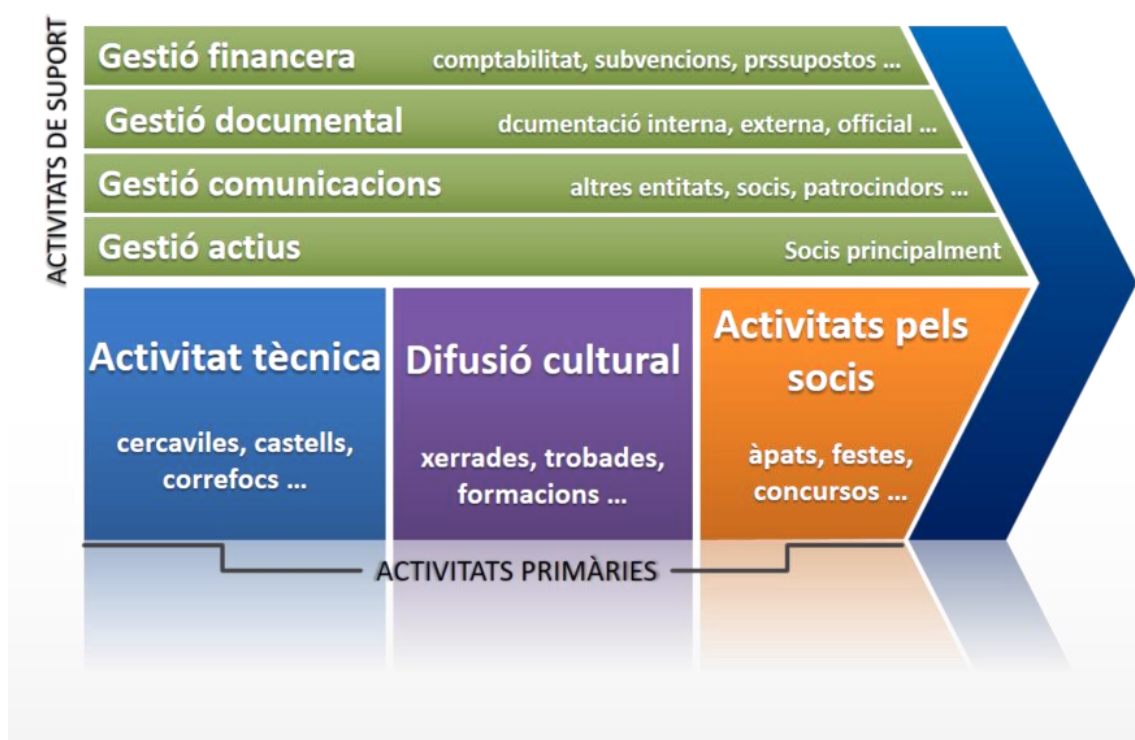 ACTIVITATS DE SUPORT
Gestió financera comptabilitat, subvencions, prssupostos ...
Gestió documental dcumentació interna, externa, official ...
Gestió comunicacions altres entitats, socis, patrocindors ...
Gestió actius Socis principalment
Activitat tècnica
cercaviles, castells,
correfocs ...
Difusió cultural
xerrades, trobades,
formacions ...
Activitats pels
socis
àpats, festes,
concursos ...
ACTIVITATS PRIMÀRIES